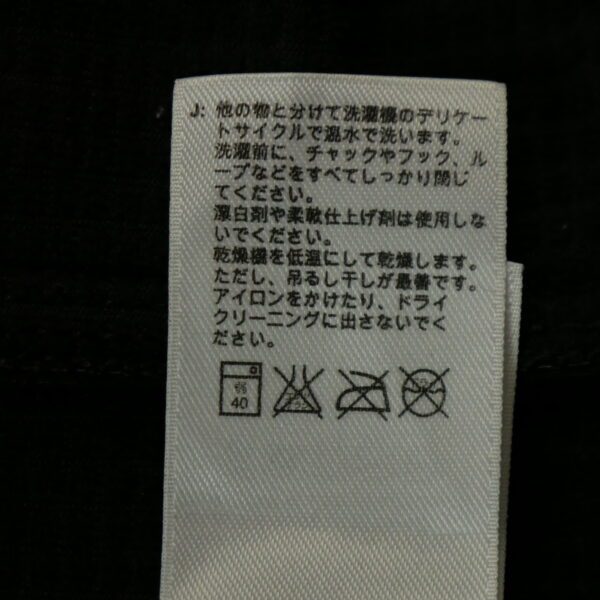 J: 他の物と分けて洗濯機のデリケー
トサイクルで温水で洗います。
洗濯前に、チャックやフック、ル
ープなどをすべてしっかり閉じ
てください。
漂白剤や柔軟仕上げ剤は使用しな
いでください。
乾燥機を低温にして乾燥します。
ただし、吊るし干しが最善です。
アイロンをかけたり、ドライ
クリーニングに出さないでく
ださい。
弱
40